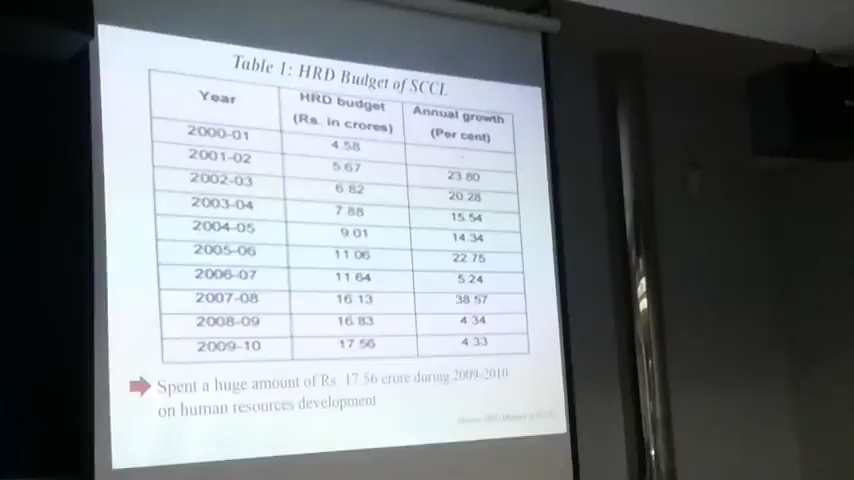 Table 1: HRD Budget of SCCL
Year HRD budget (Rs. in crores) Annual growth (Per cent)
2000-01 4.58
2001-02 5.67 23.80
2002-03 6.82 20.28
2003-04 7.88 15.54
2004-05 9.01 14.34
2005-06 11.06 22.75
2006-07 11.64 5.24
2007-08 16.13 38.57
2008-09 16.83 4.34
2009-10 17.56 4.33
Spent a huge amount of Rs. 17.56 crore during 2009-2010
on human resources development